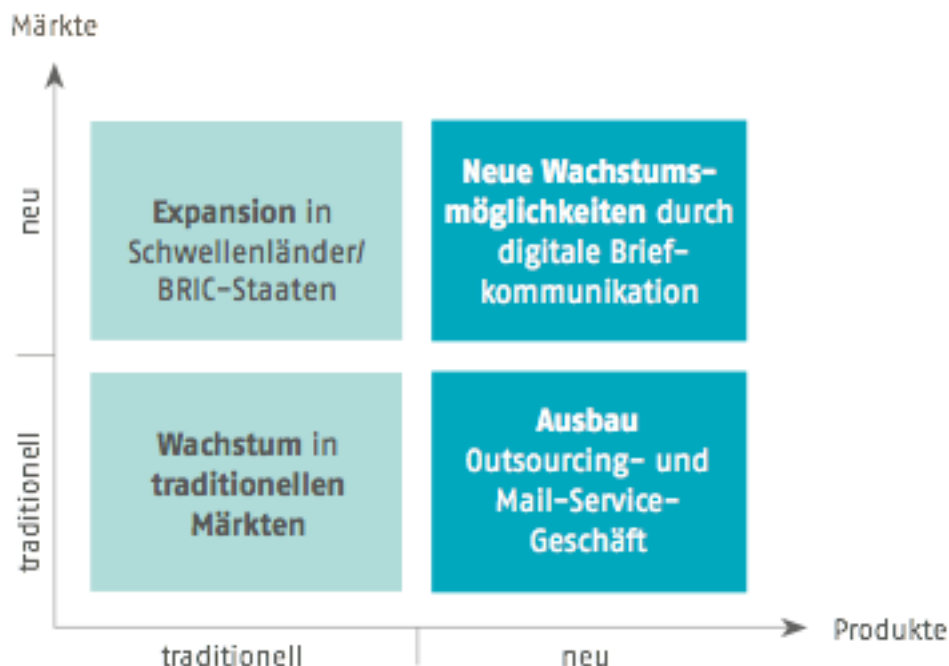 Märkte
neu
Expansion in
Schwellenländer/
BRIC-Staaten
Neue Wachstums-
möglichkeiten durch
digitale Brief-
kommunikation
traditionell
Wachstum in
traditionellen
Märkten
Ausbau
Outsourcing- und
Mail-Service-
Geschäft
Produkte
traditionell
neu